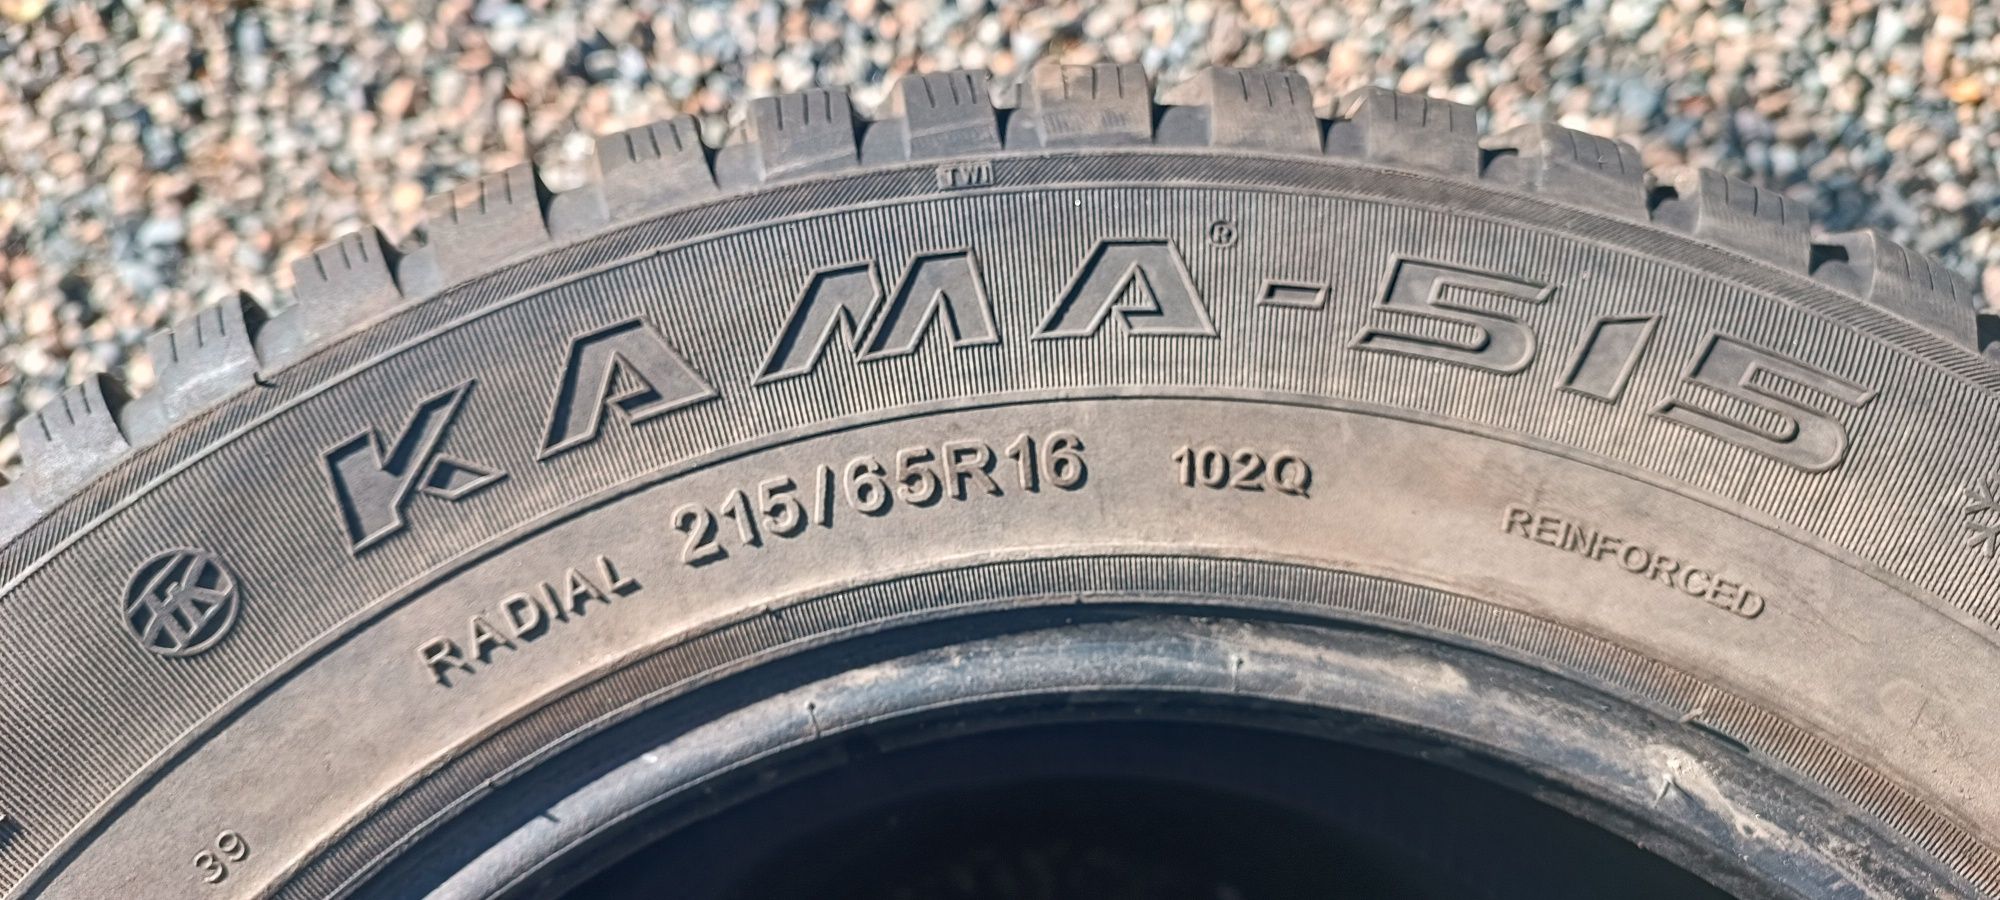 TWI
KAMA®-515
RADIAL 215/65R16 102Q REINFORCED
39